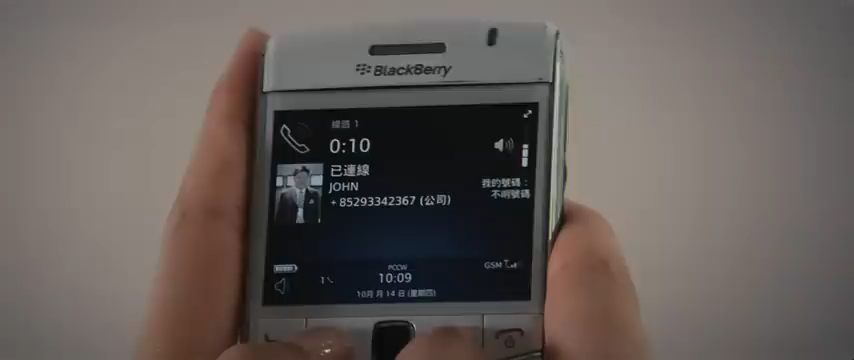 BlackBerry
線路 1
0:10
已連線
JOHN
+85293342367 (公司)
我的號碼：
不明號碼
PCCW
GSM
1
10:09
10月 14 日 (星期四)